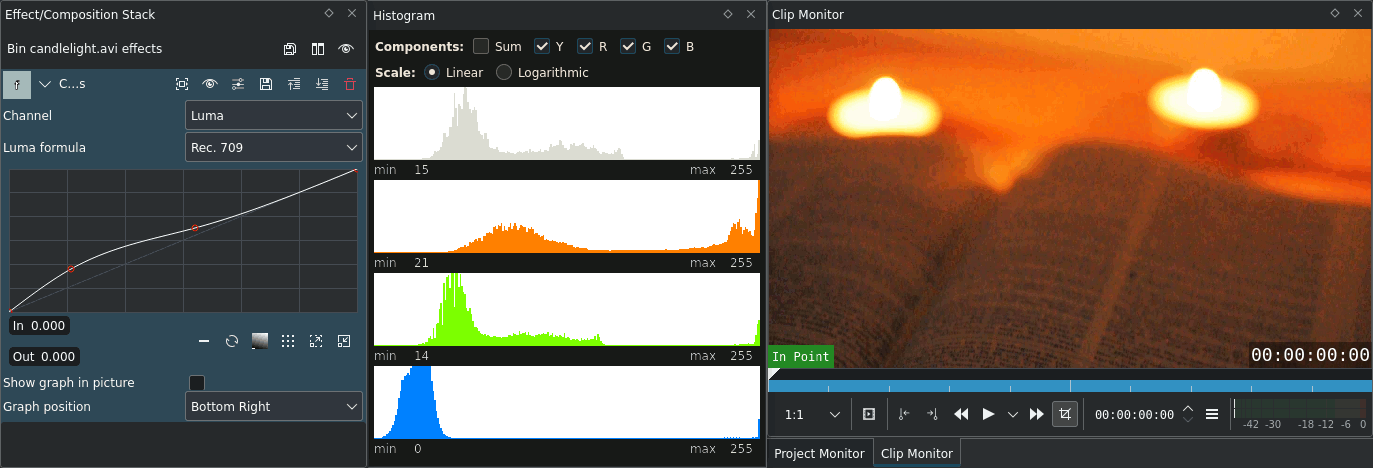 Effect/Composition Stack
Bin candlelight.avi effects
f C...s
Channel Luma
Luma formula Rec. 709
In 0.000
Out 0.000
Show graph in picture
Graph position Bottom Right
Histogram
Components: Sum Y R G B
Scale: Linear Logarithmic
min 15 max 255
min 21 max 255
min 14 max 255
min 0 max 255
Clip Monitor
In Point 00:00:00:00
1:1 00:00:00:00 -42 -30 -18 -12 -6 0
Project Monitor Clip Monitor